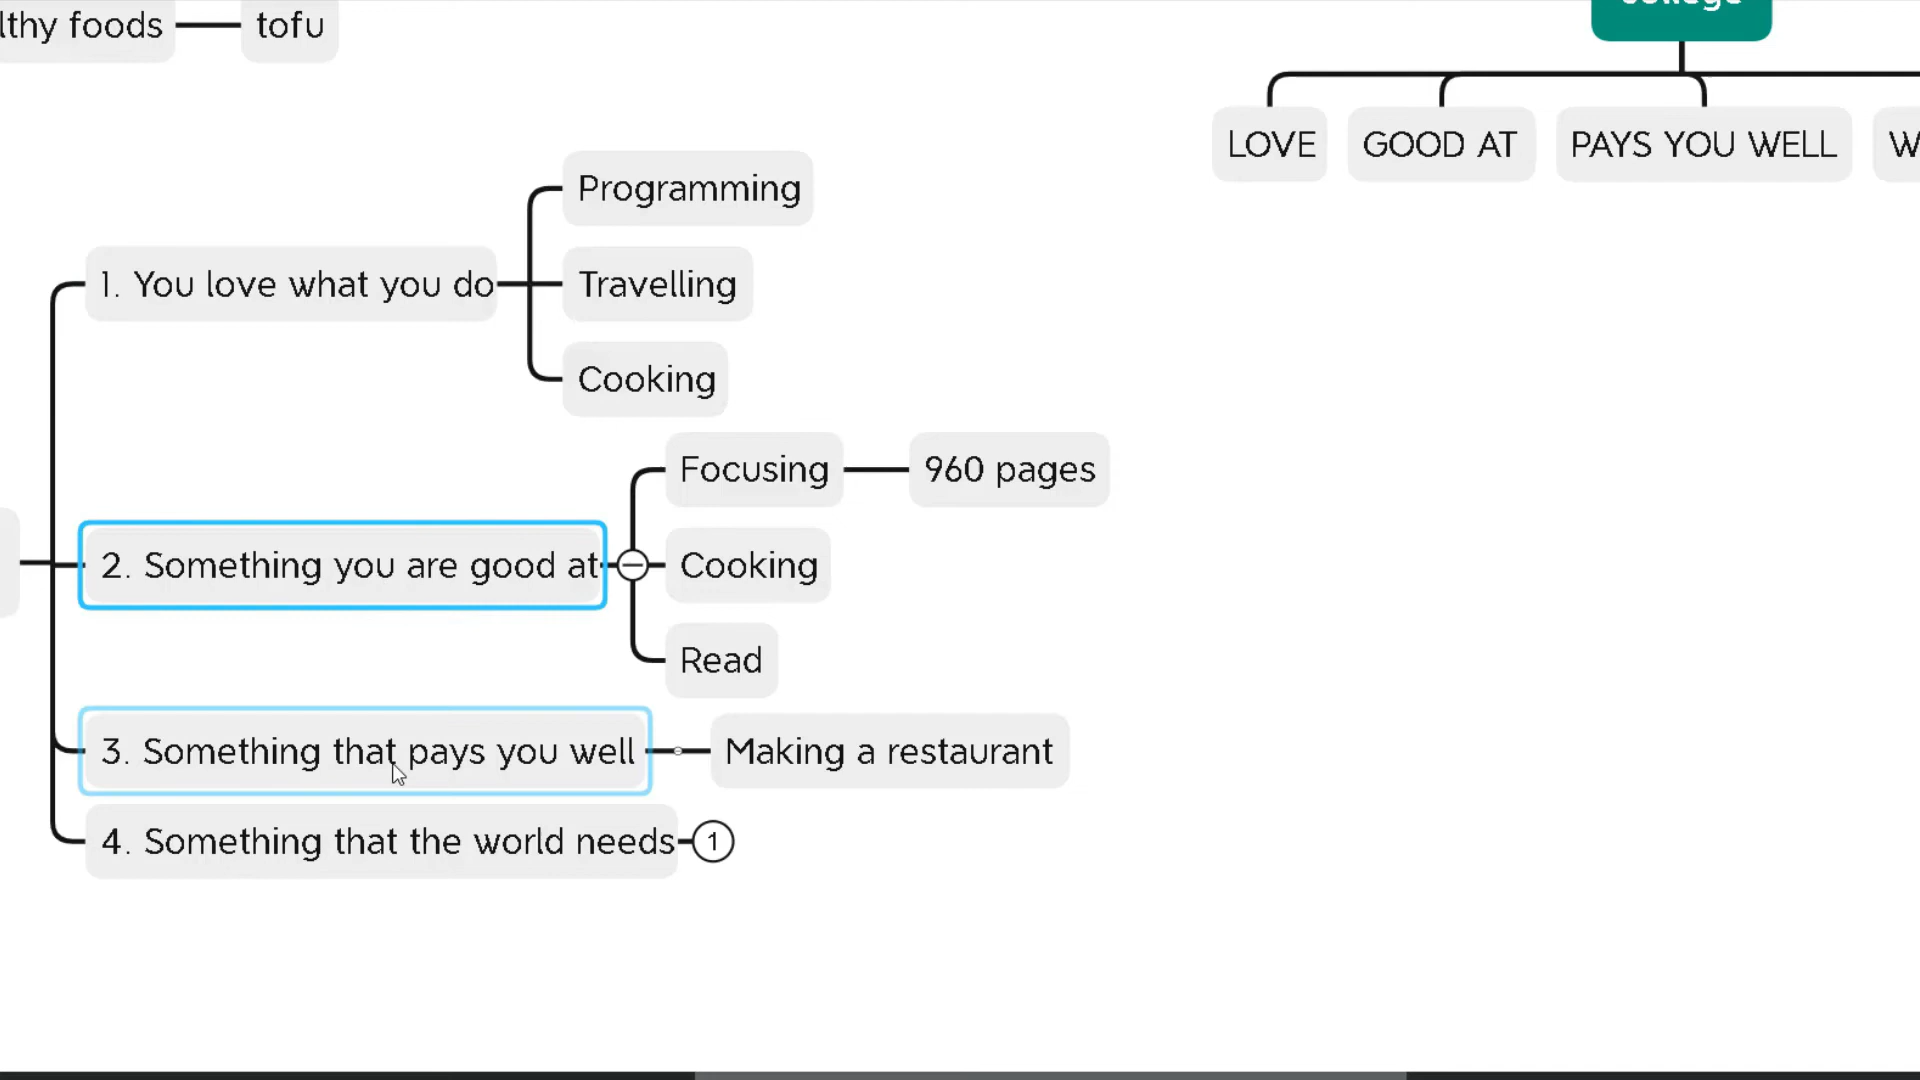 lthy foods
tofu
LOVE
GOOD AT
PAYS YOU WELL
W
Programming
1. You love what you do
Travelling
Cooking
Focusing
960 pages
2. Something you are good at
Cooking
Read
3. Something that pays you well
Making a restaurant
4. Something that the world needs
1